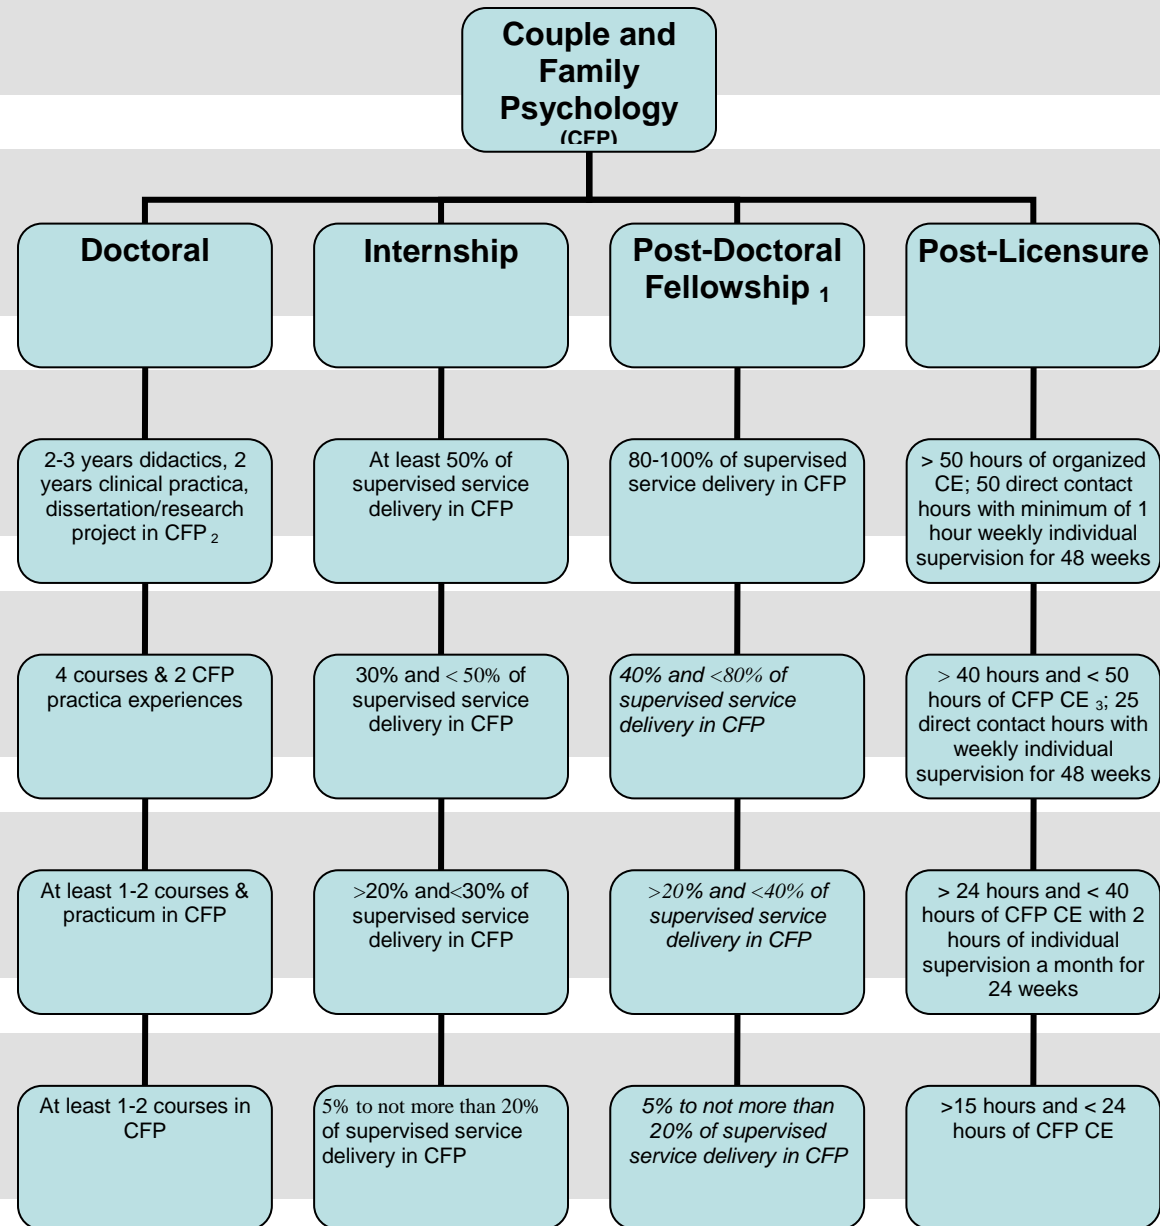 Couple and
Family
Psychology
(CFP)
Doctoral
Internship
Post-Doctoral
Fellowship 1
Post-Licensure
2-3 years didactics, 2
years clinical practica,
dissertation/research
project in CFP 2
At least 50% of
supervised service
delivery in CFP
80-100% of supervised
service delivery in CFP
> 50 hours of organized
CE; 50 direct contact
hours with minimum of 1
hour weekly individual
supervision for 48 weeks
4 courses & 2 CFP
practica experiences
30% and < 50% of
supervised service
delivery in CFP
40% and <80% of
supervised service
delivery in CFP
> 40 hours and < 50
hours of CFP CE 3; 25
direct contact hours with
weekly individual
supervision for 48 weeks
At least 1-2 courses &
practicum in CFP
>20% and<30% of
supervised service
delivery in CFP
>20% and <40% of
supervised service
delivery in CFP
> 24 hours and < 40
hours of CFP CE with 2
hours of individual
supervision a month for
24 weeks
At least 1-2 courses in
CFP
5% to not more than 20%
of supervised service
delivery in CFP
5% to not more than
20% of supervised
service delivery in CFP
>15 hours and < 24
hours of CFP CE